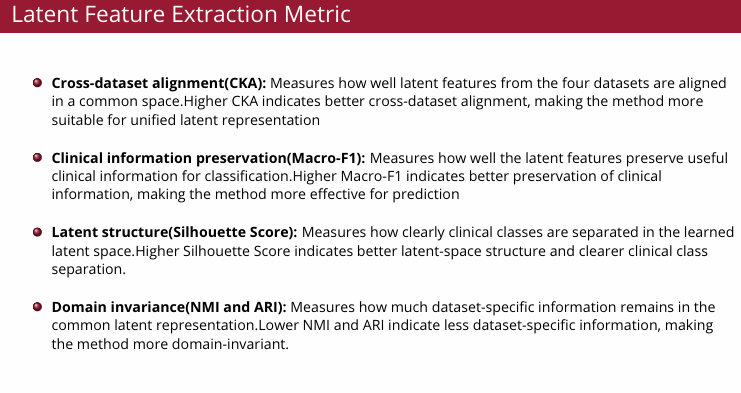 Latent Feature Extraction Metric
Cross-dataset alignment(CKA): Measures how well latent features from the four datasets are aligned
in a common space.Higher CKA indicates better cross-dataset alignment, making the method more
suitable for unified latent representation
Clinical information preservation(Macro-F1): Measures how well the latent features preserve useful
clinical information for classification.Higher Macro-F1 indicates better preservation of clinical
information, making the method more effective for prediction
Latent structure(Silhouette Score): Measures how clearly clinical classes are separated in the learned
latent space.Higher Silhouette Score indicates better latent-space structure and clearer clinical class
separation.
Domain invariance(NMI and ARI): Measures how much dataset-specific information remains in the
common latent representation.Lower NMI and ARI indicate less dataset-specific information, making
the method more domain-invariant.